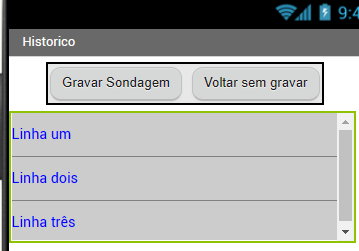 9:4
Historico
Gravar Sondagem Voltar sem gravar
Linha um
Linha dois
Linha três